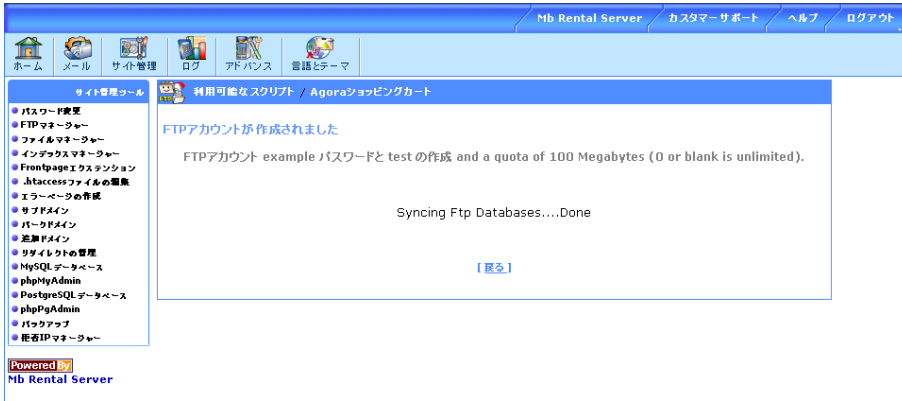 Mb Rental Server カスタマーサポート ヘルプ ログアウト
ホーム メール サイト管理 ログ アドバンス 言語とテーマ
サイト管理ツール
パスワード変更
FTPマネージャー
ファイルマネージャー
インデックスマネージャー
Frontpageエクステンション
.htaccessファイルの編集
エラーページの作成
サブドメイン
パークドメイン
追加ドメイン
リダイレクトの管理
MySQLデータベース
phpMyAdmin
PostgreSQLデータベース
phpPgAdmin
バックアップ
拒否IPマネージャー
Powered By
Mb Rental Server
FTP
利用可能なスクリプト / Agoraショッピングカート
FTPアカウントが作成されました
FTPアカウント example パスワードと test の作成 and a quota of 100 Megabytes (0 or blank is unlimited).
Syncing Ftp Databases....Done
[ 戻る ]